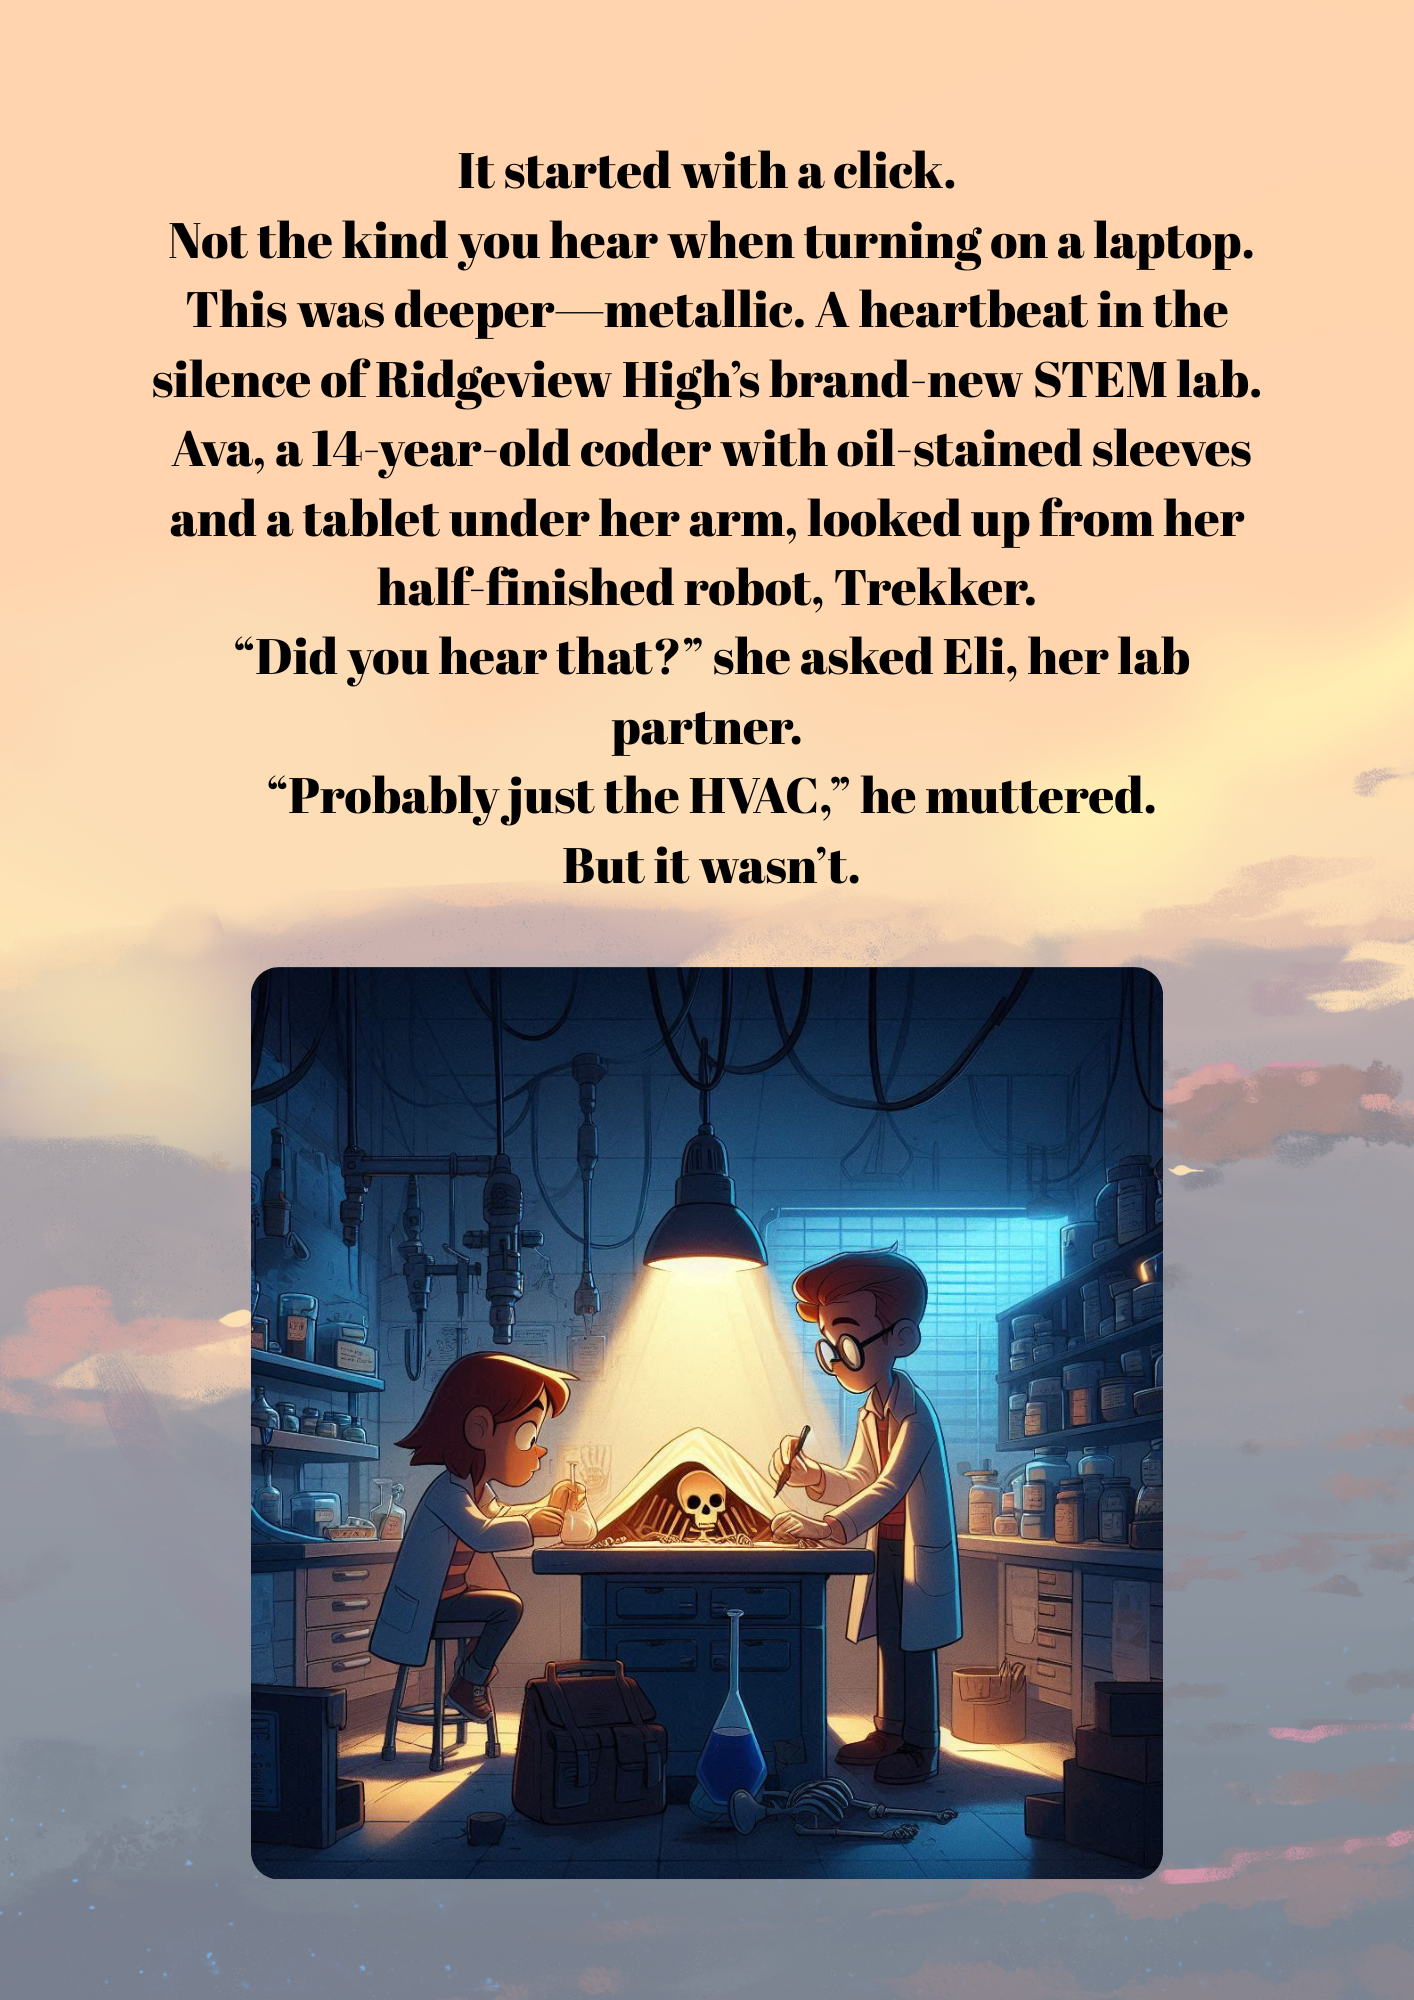 It started with a click.
Not the kind you hear when turning on a laptop.
This was deeper—metallic. A heartbeat in the
silence of Ridgeview High’s brand-new STEM lab.
Ava, a 14-year-old coder with oil-stained sleeves
and a tablet under her arm, looked up from her
half-finished robot, Trekker.
“Did you hear that?” she asked Eli, her lab
partner.
“Probably just the HVAC,” he muttered.
But it wasn’t.